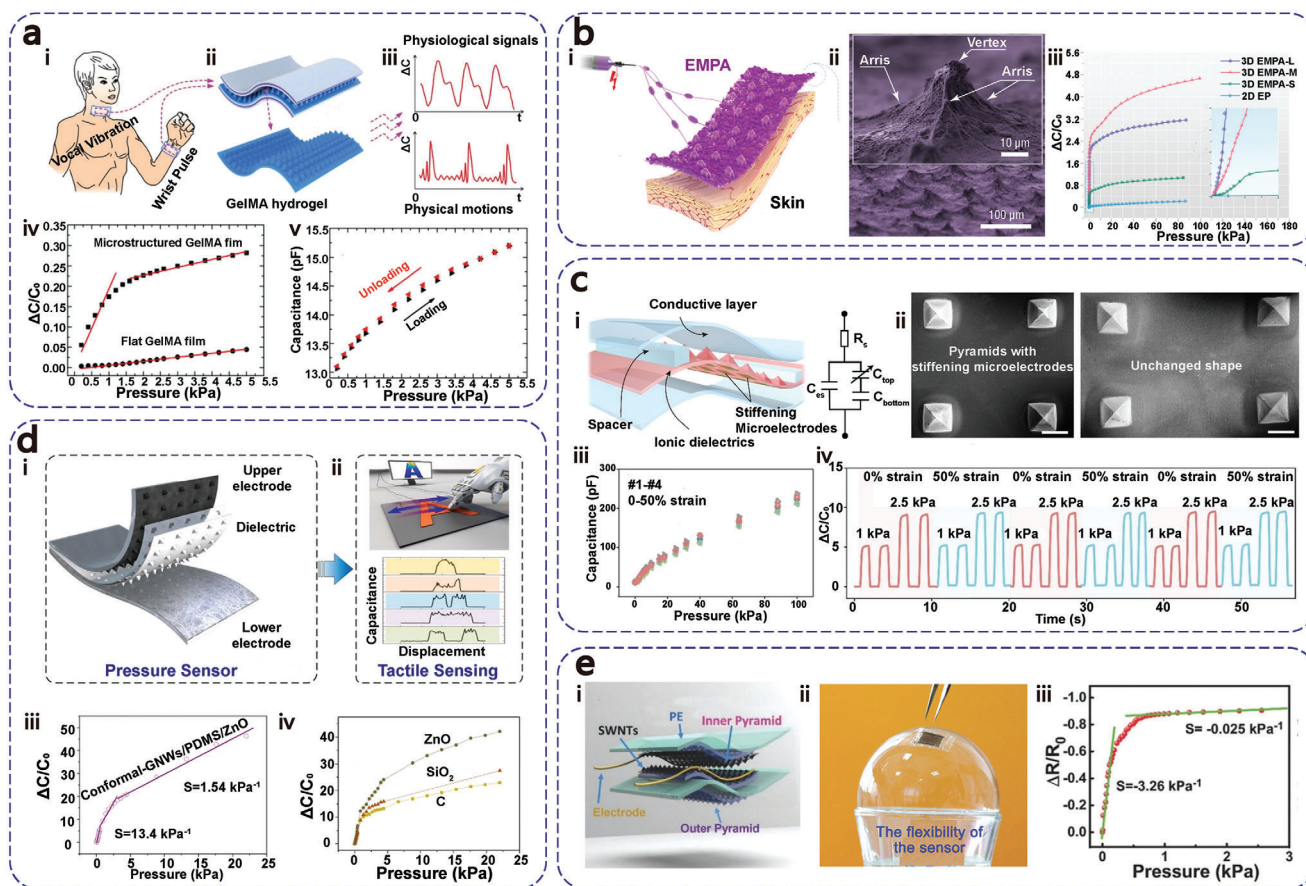 a
i
ii
iii
Physiological signals
ΔC
0
t
Vocal Vibration
Wrist Pulse
GelMA hydrogel
ΔC
0
t
Physical motions
iv
0.35
0.30
0.25
0.20
0.15
0.10
0.05
0.00
ΔC/C₀
Microstructured GelMA fim
Flat GelMA film
0.5 1.0 1.5 2.0 2.5 3.0 3.5 4.0 4.5 5.0 5.5
Pressure (kPa)
v
15.5
15.0
14.5
14.0
13.5
13.0
Capacitance (pF)
Unloading
Loading
0.5 1.0 1.5 2.0 2.5 3.0 3.5 4.0 4.5 5.0 5.5
Pressure (kPa)
b
i
EMPA
Skin
ii
Vertex
Arris
Arris
10 μm
100 μm
iii
5.6
4.8
4.0
3.2
2.4
1.6
0.8
0
ΔC/C₀
3D EMPA-L
3D EMPA-M
3D EMPA-S
2D EP
0 20 40 60 80 100 120 140 160 180
Pressure (kPa)
c
i
Conductive layer
Spacer
Ionic dielectrics
Stiffening
Microelectrodes
Rs
Ces
Ctop
Cbottom
ii
Pyramids with
stiffening microelectrodes
Unchanged shape
iii
300
200
100
0
Capacitance (pF)
#1-#4
0-50% strain
0 20 40 60 80 100
Pressure (kPa)
iv
15
10
5
0
ΔC/C₀
0% strain 50% strain 0% strain 50% strain 0% strain 50% strain
2.5 kPa 2.5 kPa 2.5 kPa 2.5 kPa 2.5 kPa 2.5 kPa
1 kPa 1 kPa 1 kPa 1 kPa 1 kPa 1 kPa
0 10 20 30 40 50
Time (s)
d
i
Upper
electrode
Dielectric
Lower
electrode
Pressure Sensor
ii
A
Capacitance
Displacement
Tactile Sensing
iii
50
40
30
20
10
0
ΔC/C₀
Conformal-GNWs/PDMS/ZnO
S=1.54 kPa⁻¹
S=13.4 kPa⁻¹
0 5 10 15 20 25
Pressure (kPa)
iv
50
40
30
20
10
0
ΔC/C₀
ZnO
SiO₂
C
0 5 10 15 20 25
Pressure (kPa)
e
i
PE
Inner Pyramid
SWNTs
Electrode
Outer Pyramid
ii
The flexibility of
the sensor
iii
-1.0
-0.8
-0.6
-0.4
-0.2
0.0
ΔR/R₀
S= -0.025 kPa⁻¹
S=-3.26 kPa⁻¹
0 1 2 3
Pressure (kPa)